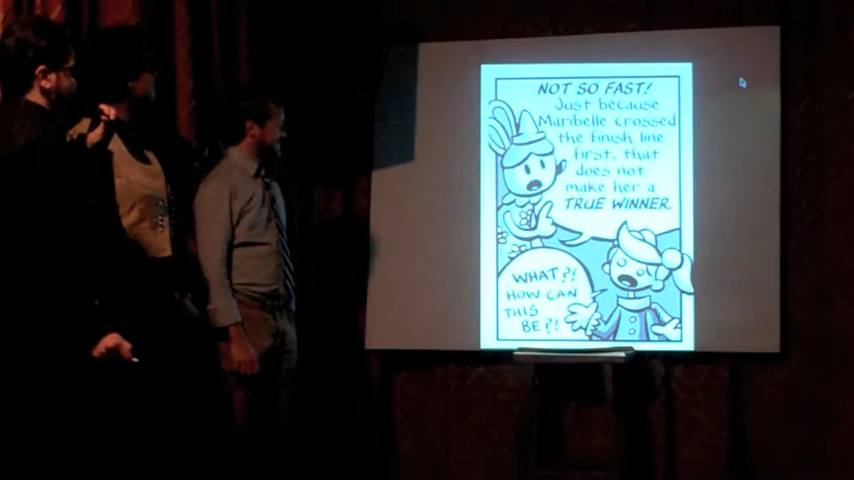 NOT SO FAST!
Just because
Maribelle crossed
the finish line
first, that
does not
make her a
TRUE WINNER.
WHAT?!
HOW CAN
THIS
BE?!